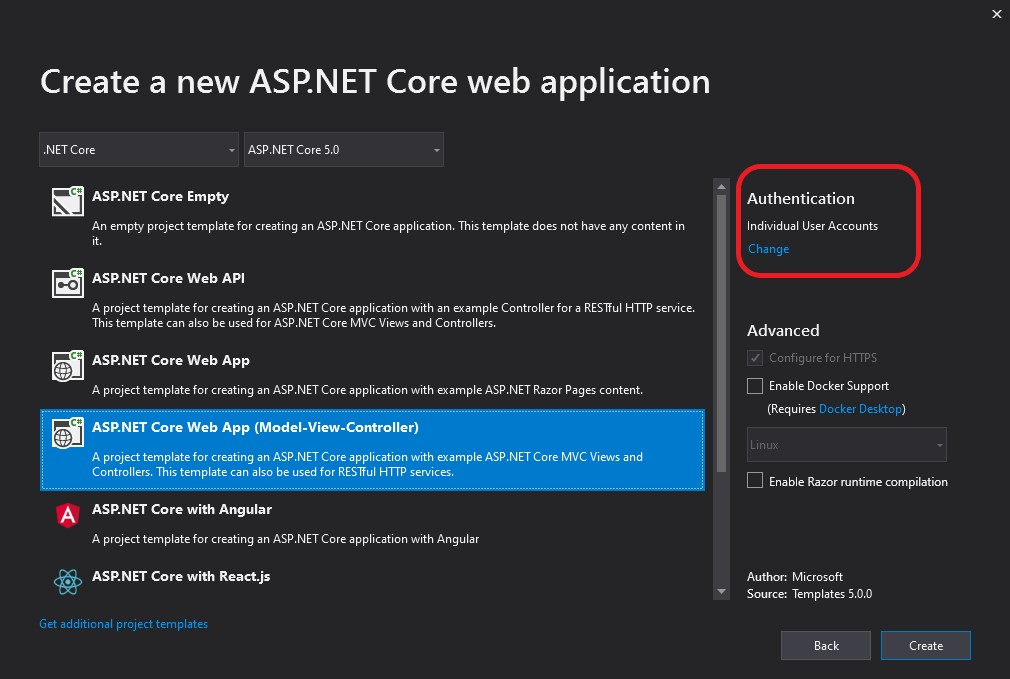 Create a new ASP.NET Core web application
.NET Core
ASP.NET Core 5.0
ASP.NET Core Empty
An empty project template for creating an ASP.NET Core application. This template does not have any content in
it.
ASP.NET Core Web API
A project template for creating an ASP.NET Core application with an example Controller for a RESTful HTTP service.
This template can also be used for ASP.NET Core MVC Views and Controllers.
ASP.NET Core Web App
A project template for creating an ASP.NET Core application with example ASP.NET Razor Pages content.
ASP.NET Core Web App (Model-View-Controller)
A project template for creating an ASP.NET Core application with example ASP.NET Core MVC Views and
Controllers. This template can also be used for RESTful HTTP services.
ASP.NET Core with Angular
A project template for creating an ASP.NET Core application with Angular
ASP.NET Core with React.js
Get additional project templates
Authentication
Individual User Accounts
Change
Advanced
Configure for HTTPS
Enable Docker Support
(Requires Docker Desktop)
Linux
Enable Razor runtime compilation
Author: Microsoft
Source: Templates 5.0.0
Back
Create